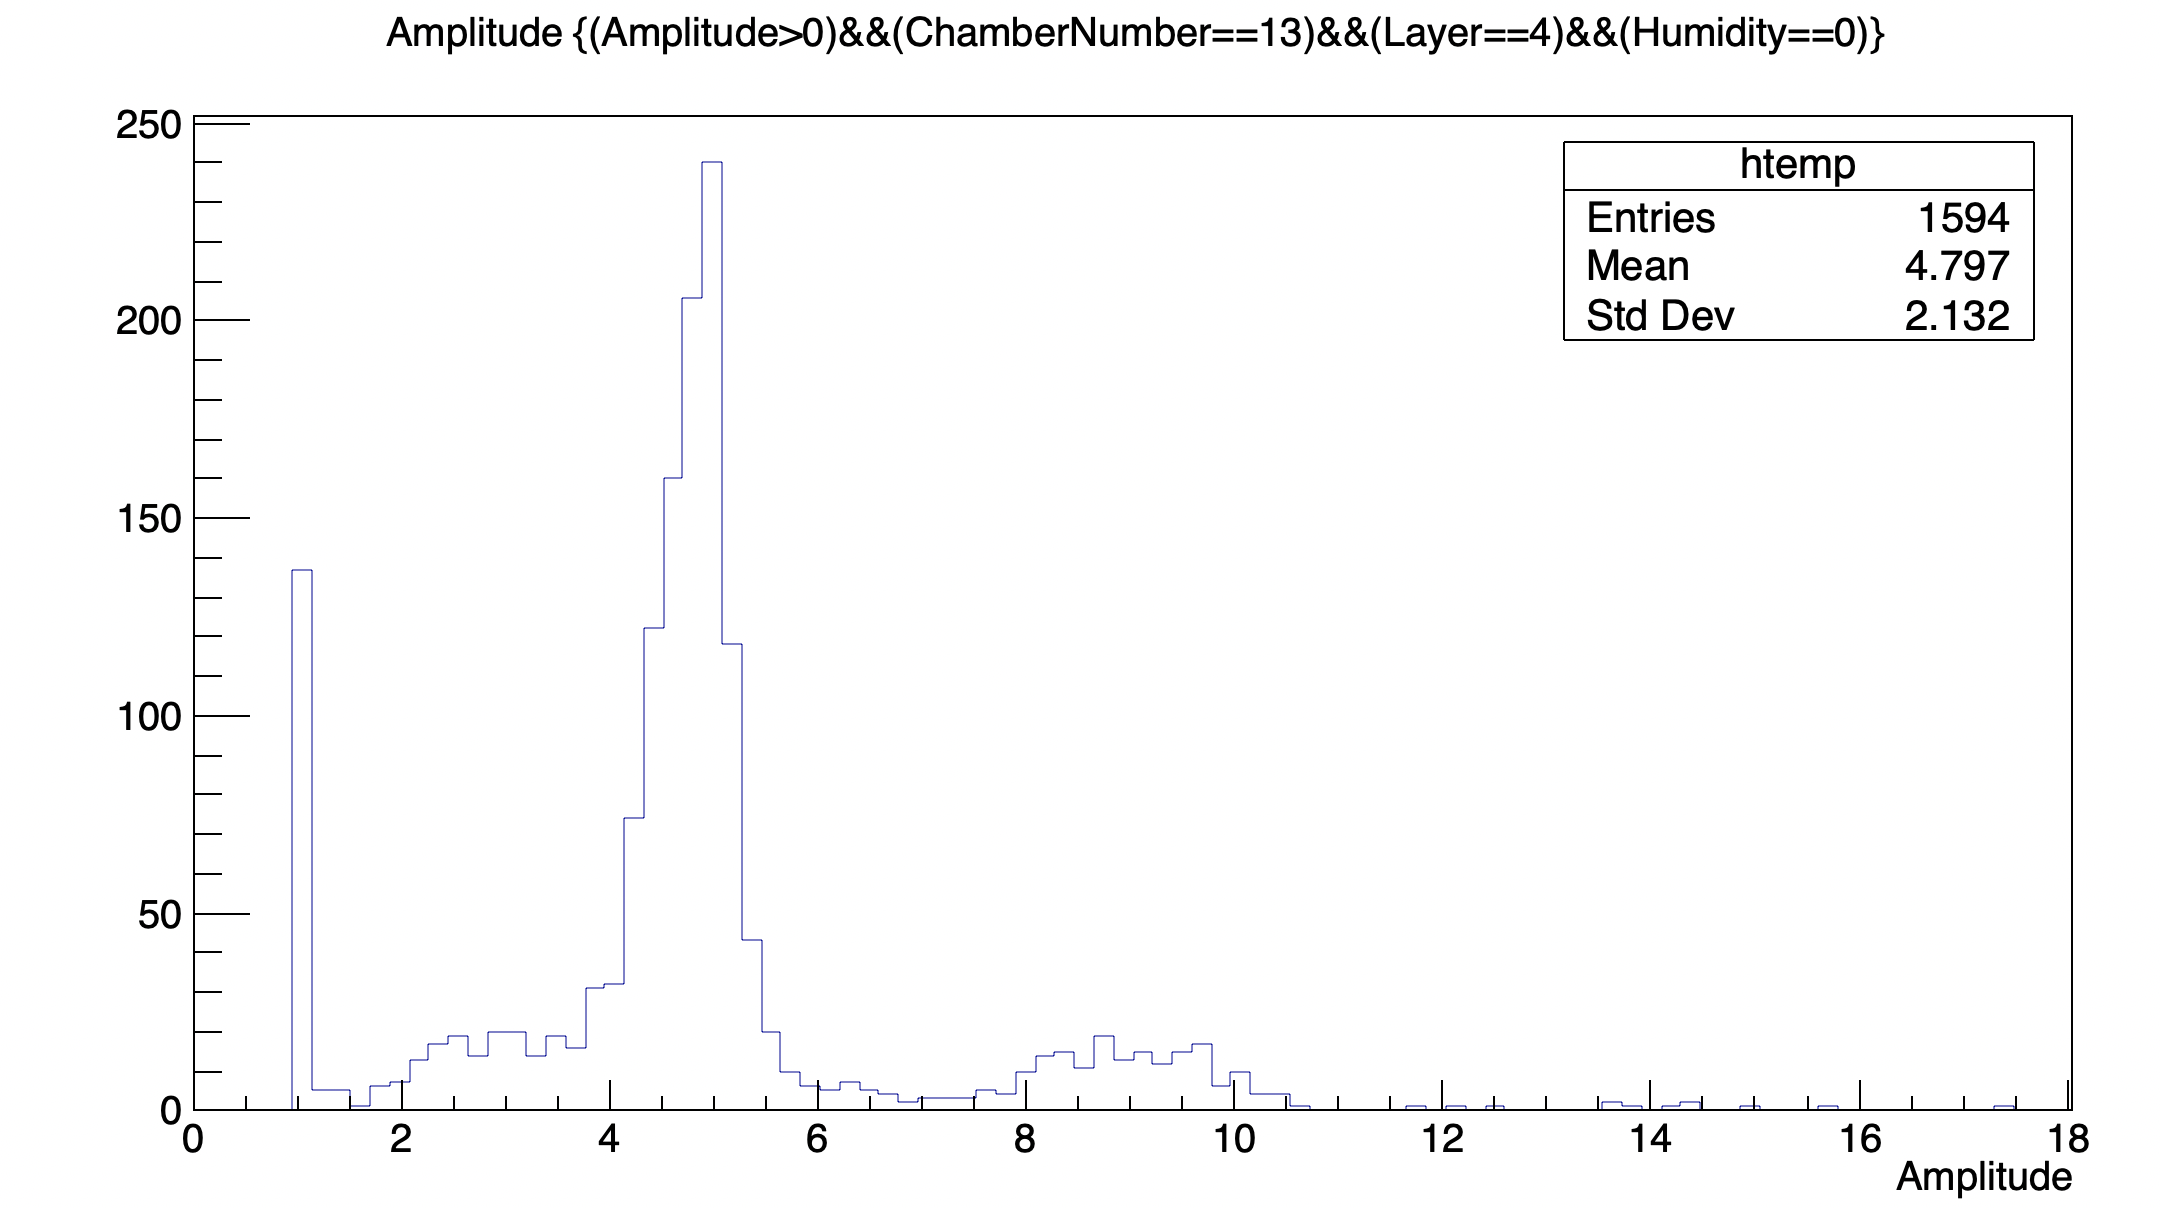 Amplitude {(Amplitude>0)&&(ChamberNumber==13)&&(Layer==4)&&(Humidity==0)}
htemp
Entries 1594
Mean 4.797
Std Dev 2.132
250
200
150
100
50
0
0 2 4 6 8 10 12 14 16 18
Amplitude